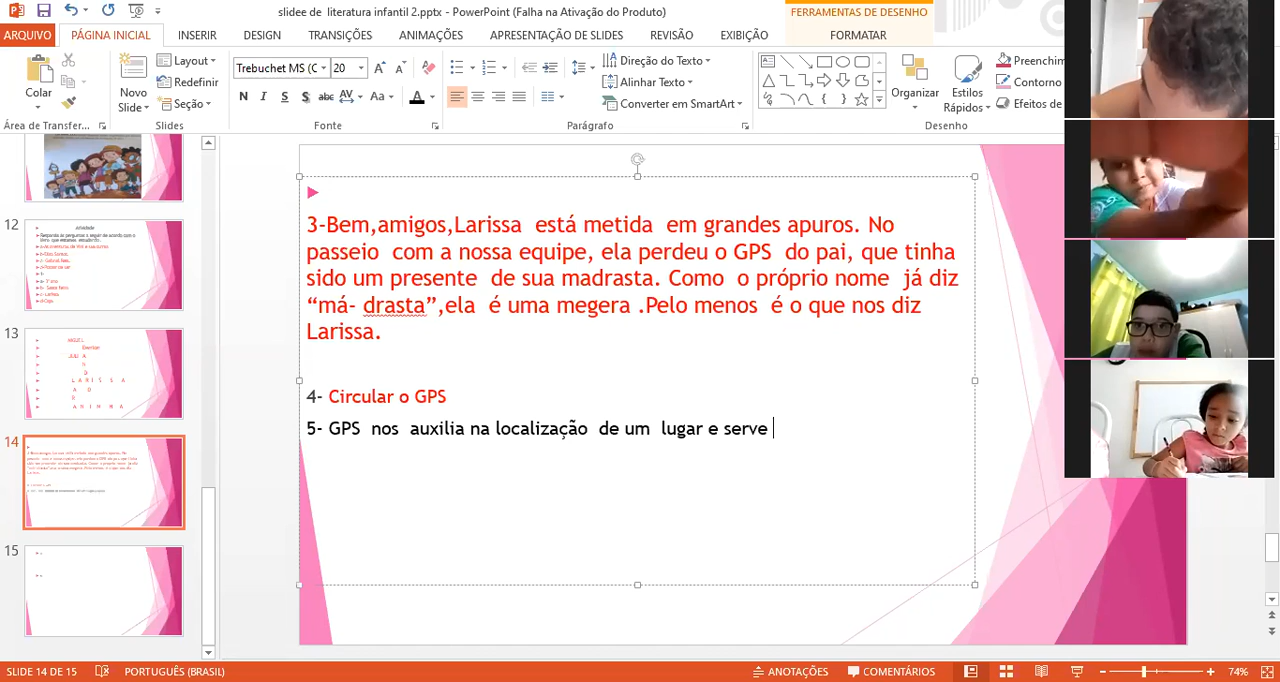 slidee de literatura infantil 2.pptx - PowerPoint (Falha na Ativação do Produto)
FERRAMENTAS DE DESENHO
ARQUIVO PÁGINA INICIAL INSERIR DESIGN TRANSIÇÕES ANIMAÇÕES APRESENTAÇÃO DE SLIDES REVISÃO EXIBIÇÃO FORMATAR
Colar
Novo Slide
Layout
Redefinir
Seção
Trebuchet MS (C 20
N I S S abc AV Aa A
Direção do Texto
Alinhar Texto
Converter em SmartArt
Organizar
Estilos Rápidos
Preenchim
Contorno
Efeitos de
Área de Transfer... Slides Fonte Parágrafo Desenho
12
Atividade
13
MIGUEL
L A R I S S A
14
15
3-Bem,amigos,Larissa está metida em grandes apuros. No
passeio com a nossa equipe, ela perdeu o GPS do pai, que tinha
sido um presente de sua madrasta. Como o próprio nome já diz
“má- drasta”,ela é uma megera .Pelo menos é o que nos diz
Larissa.
4- Circular o GPS
5- GPS nos auxilia na localização de um lugar e serve
SLIDE 14 DE 15 PORTUGUÊS (BRASIL) ANOTAÇÕES COMENTÁRIOS 74%